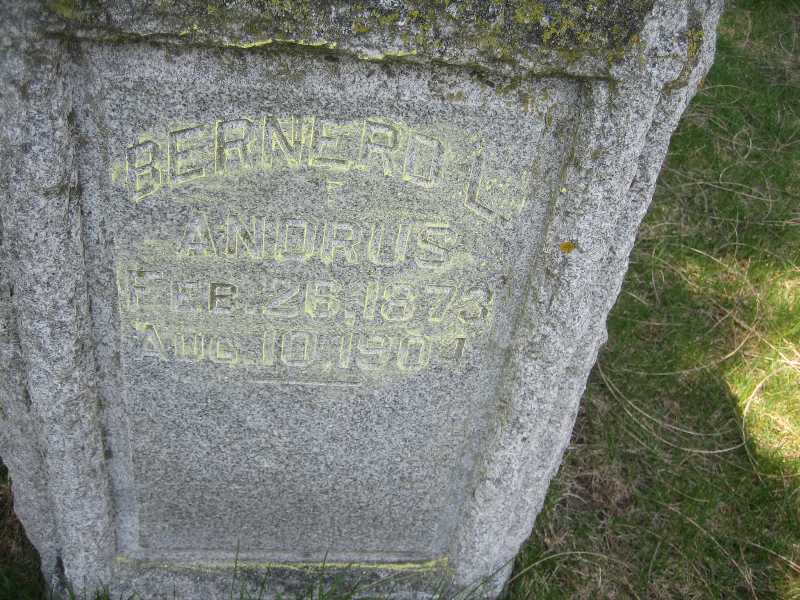 BERNERD L.
ANDRUS
FEB. 26, 1873
AUG. 10, 1904